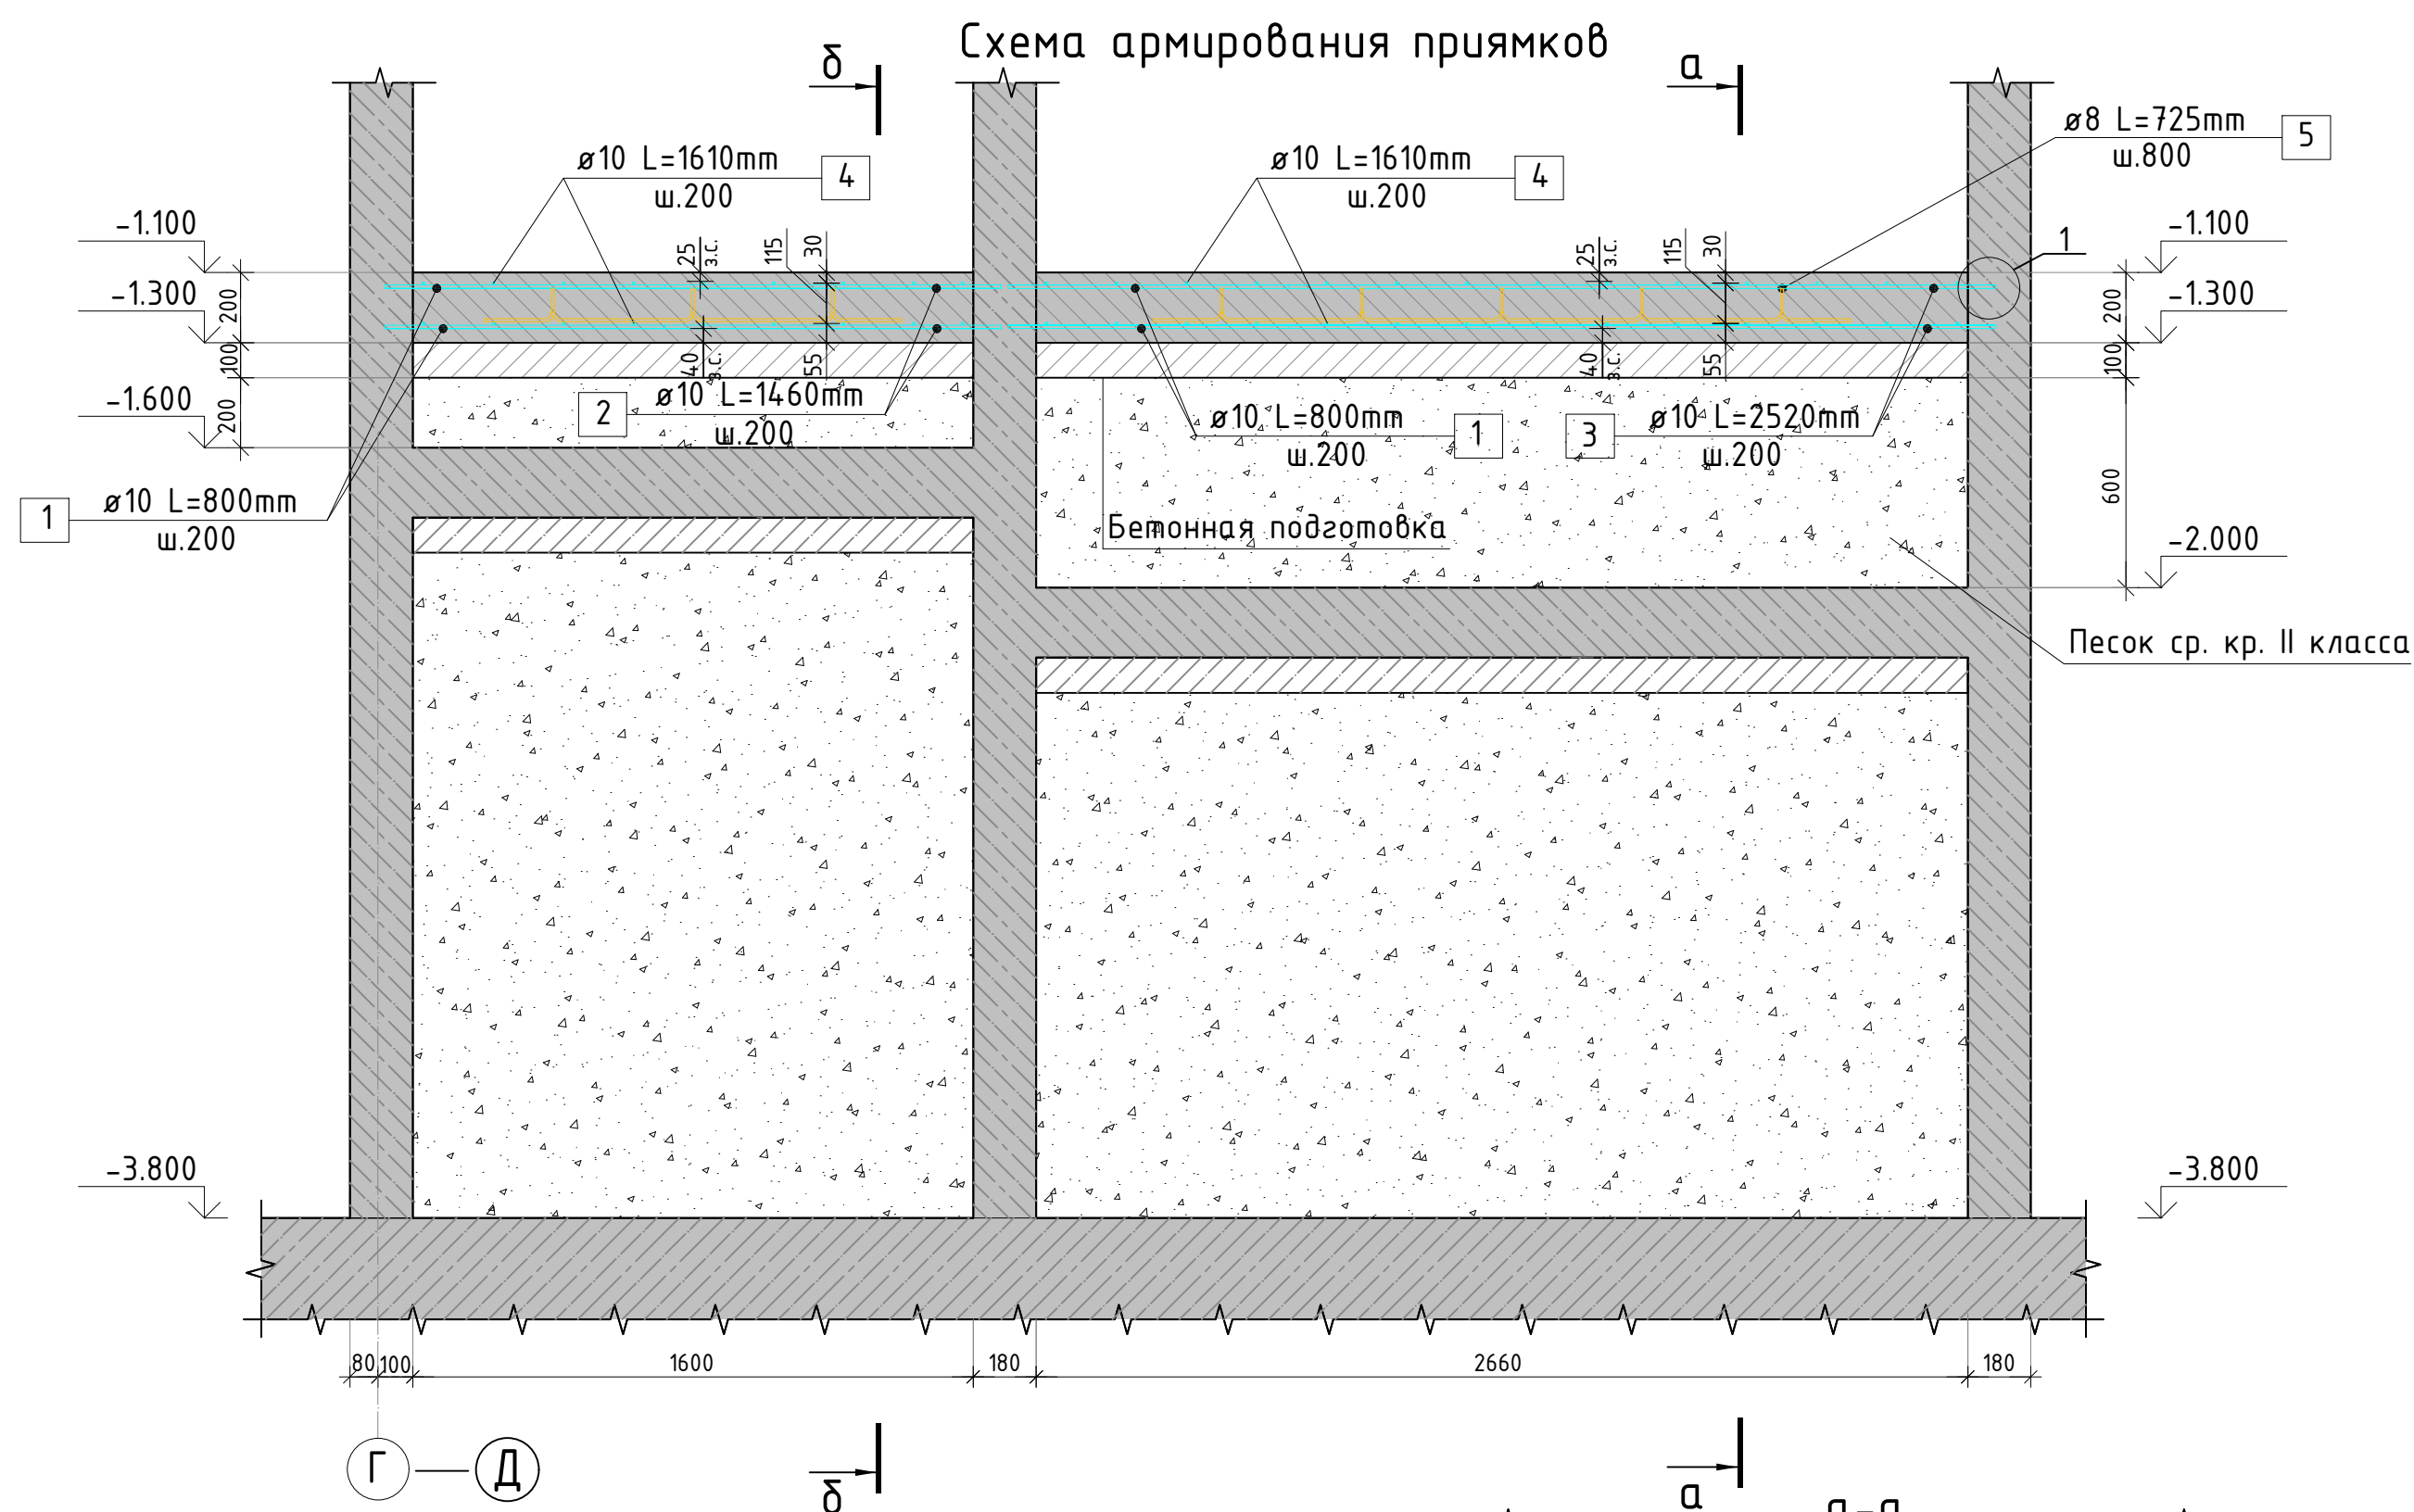 Схема армирования приямков
б
а
ø8 L=725mm
ш.800
5
ø10 L=1610mm
ш.200
4
ø10 L=1610mm
ш.200
4
-1.100
-1.300
-1.600
200
100
200
25
з.с.
115
30
40
з.с.
55
25
з.с.
115
30
40
з.с.
55
1
-1.100
-1.300
200
100
600
-2.000
2
ø10 L=1460mm
ш.200
ø10 L=800mm
ш.200
1
3
ø10 L=2520mm
ш.200
1
ø10 L=800mm
ш.200
Бетонная подготовка
Песок ср. кр. II класса
-3.800
-3.800
80
100
1600
180
2660
180
Г
Д
б
а
а-а